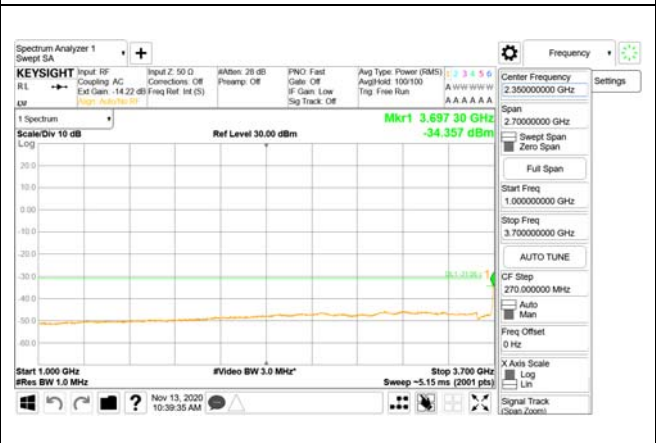 Spectrum Analyzer 1
Swept SA
+
Frequency
KEYSIGHT
RL
Input: RF
Coupling: AC
Ext Gain: -14.22 dB
Align: Auto/No RF
Input Z: 50 Ω
Corrections: Off
Freq Ref: Int (S)
#Atten: 28 dB
Preamp: Off
PNO: Fast
Gate: Off
IF Gain: Low
Sig Track: Off
Avg Type: Power (RMS)
Avg|Hold: 100/100
Trig: Free Run
1 2 3 4 5 6
A W W W W W
A A A A A A
1 Spectrum
Scale/Div 10 dB
Ref Level 30.00 dBm
Mkr1 3.697 30 GHz
-34.357 dBm
Log
20.0
10.0
0.00
-10.0
-20.0
-30.0
-40.0
-50.0
-60.0
1
Start 1.000 GHz
#Res BW 1.0 MHz
#Video BW 3.0 MHz*
Stop 3.700 GHz
Sweep ~5.15 ms (2001 pts)
?
Nov 13, 2020
10:39:35 AM
Center Frequency
2.350000000 GHz
Settings
Span
2.70000000 GHz
Swept Span
Zero Span
Full Span
Start Freq
1.000000000 GHz
Stop Freq
3.700000000 GHz
AUTO TUNE
CF Step
270.000000 MHz
Auto
Man
Freq Offset
0 Hz
X Axis Scale
Log
Lin
Signal Track
(Span Zoom)